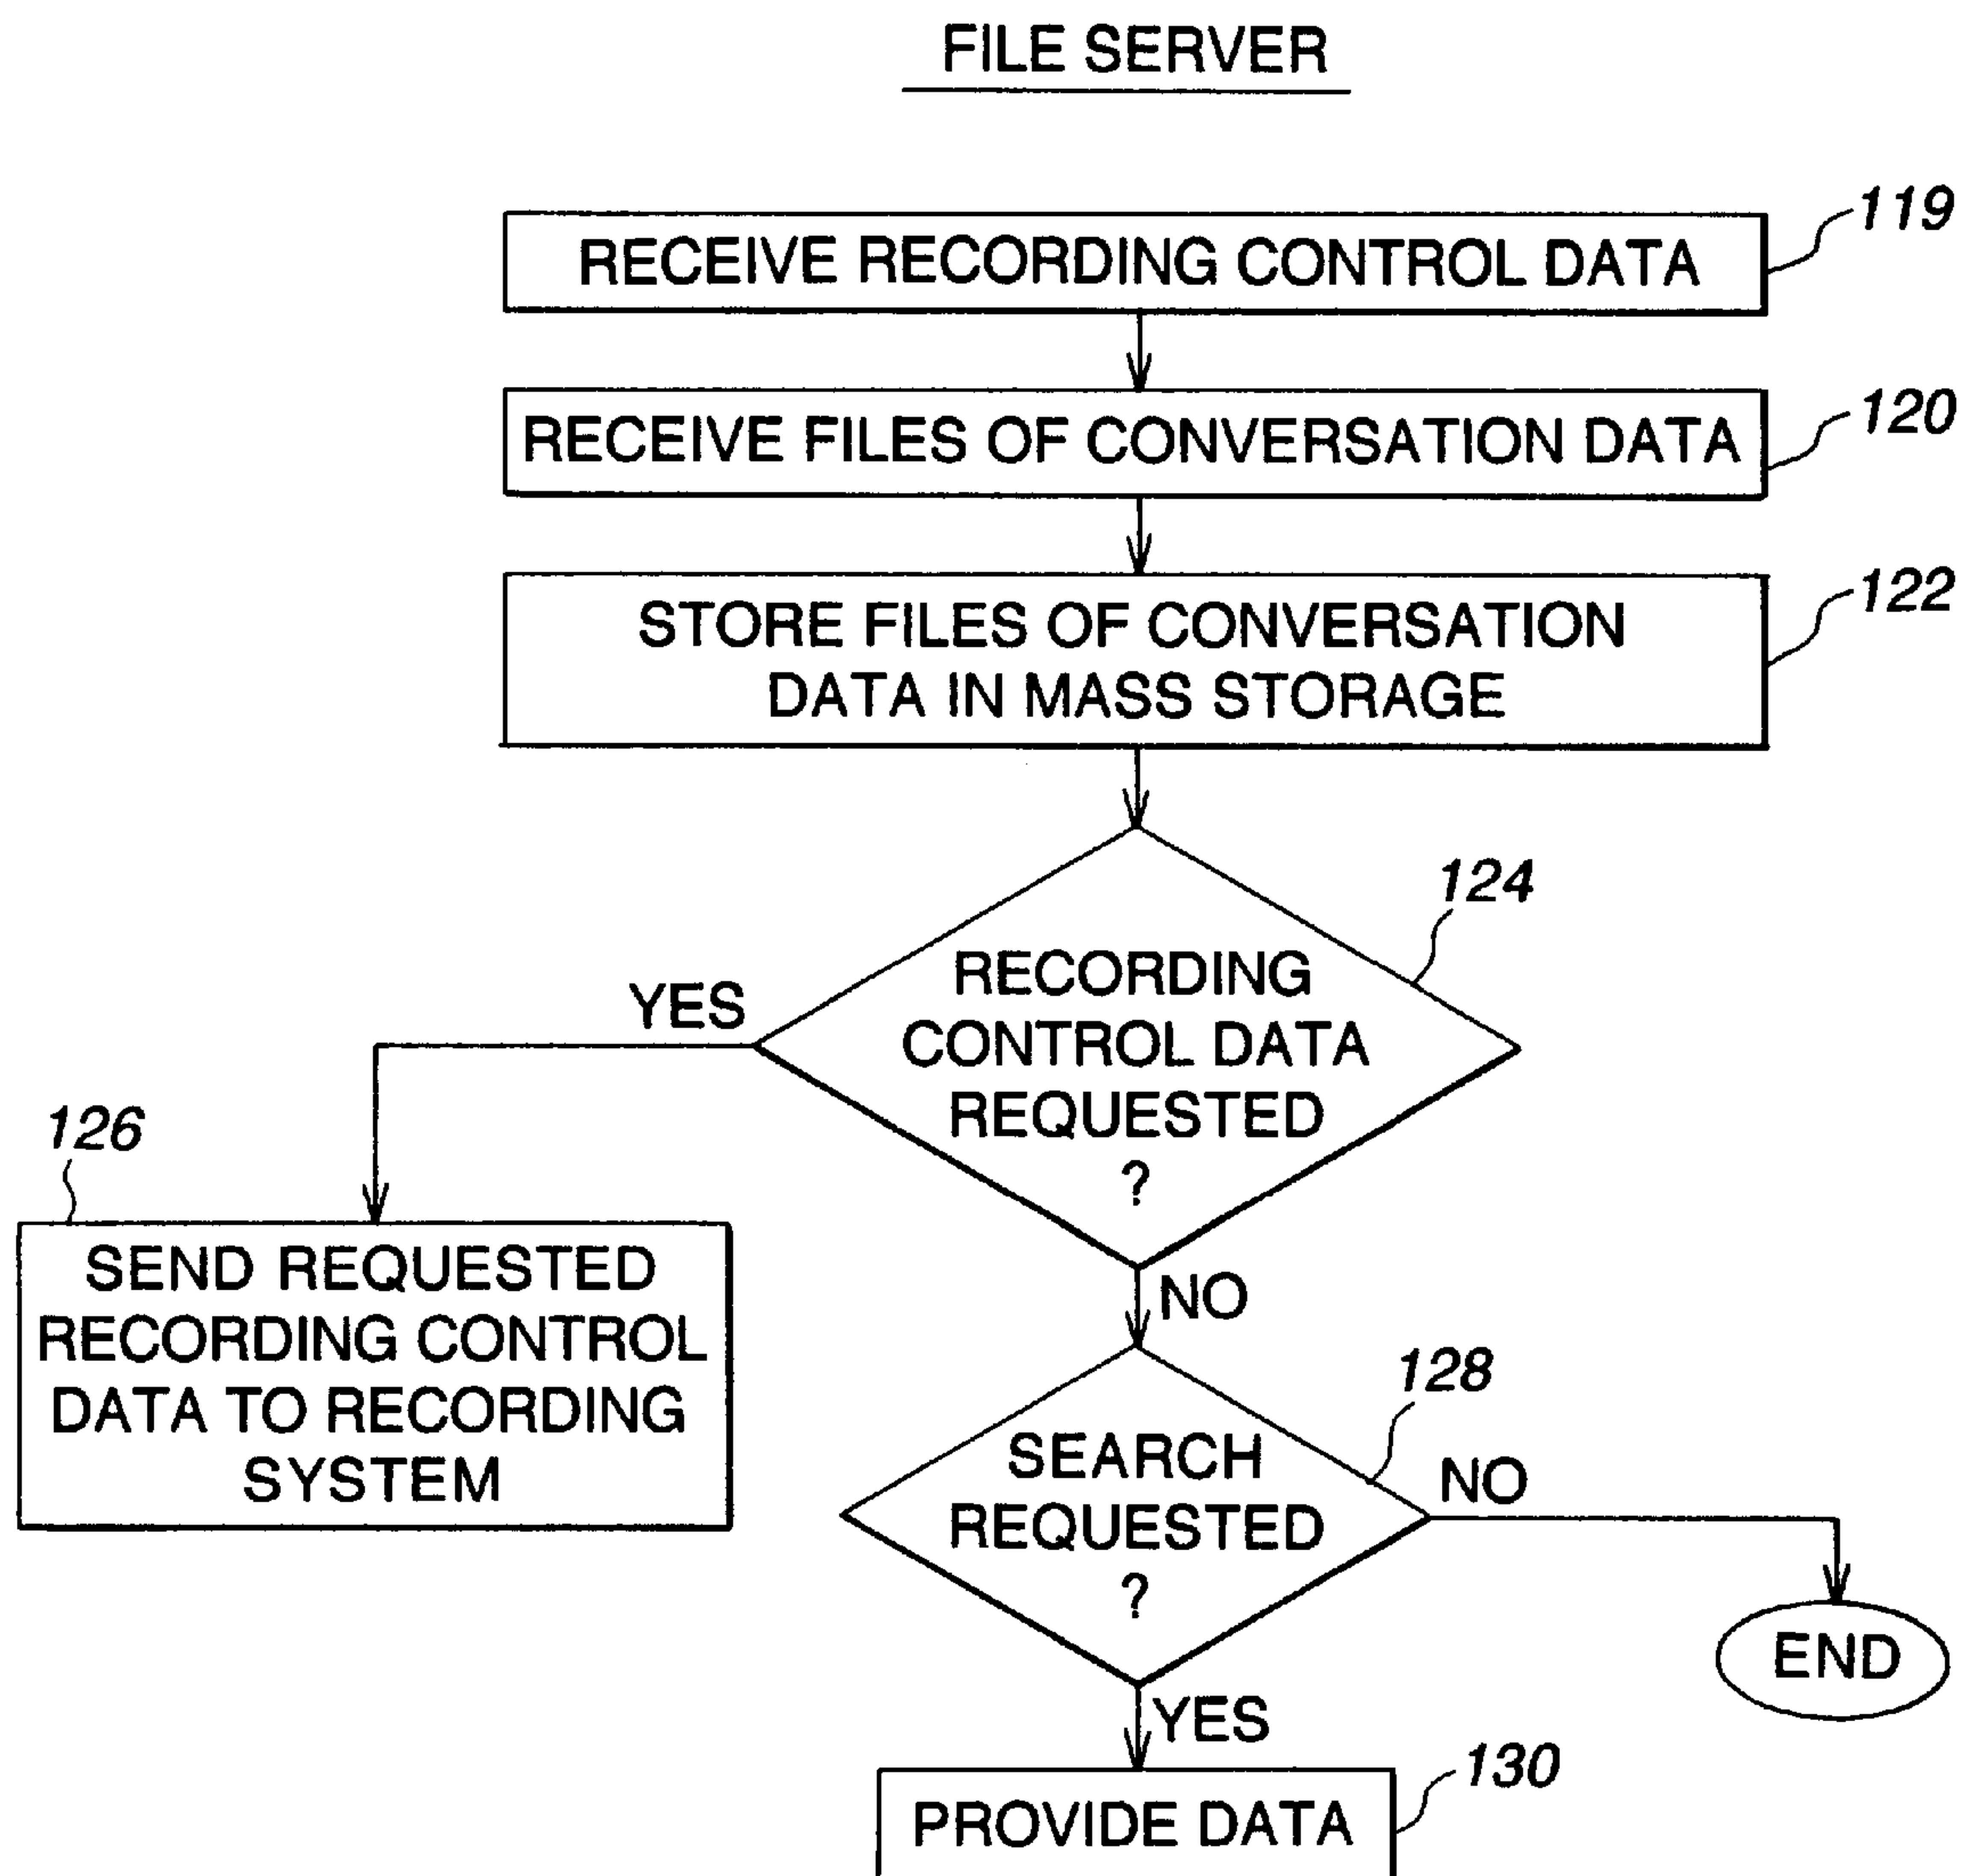 FILE SERVER
119
RECEIVE RECORDING CONTROL DATA
120
RECEIVE FILES OF CONVERSATION DATA
122
STORE FILES OF CONVERSATION
DATA IN MASS STORAGE
124
RECORDING
CONTROL DATA
REQUESTED
?
YES
126
SEND REQUESTED
RECORDING CONTROL
DATA TO RECORDING
SYSTEM
NO
128
SEARCH
REQUESTED
?
NO
END
YES
130
PROVIDE DATA